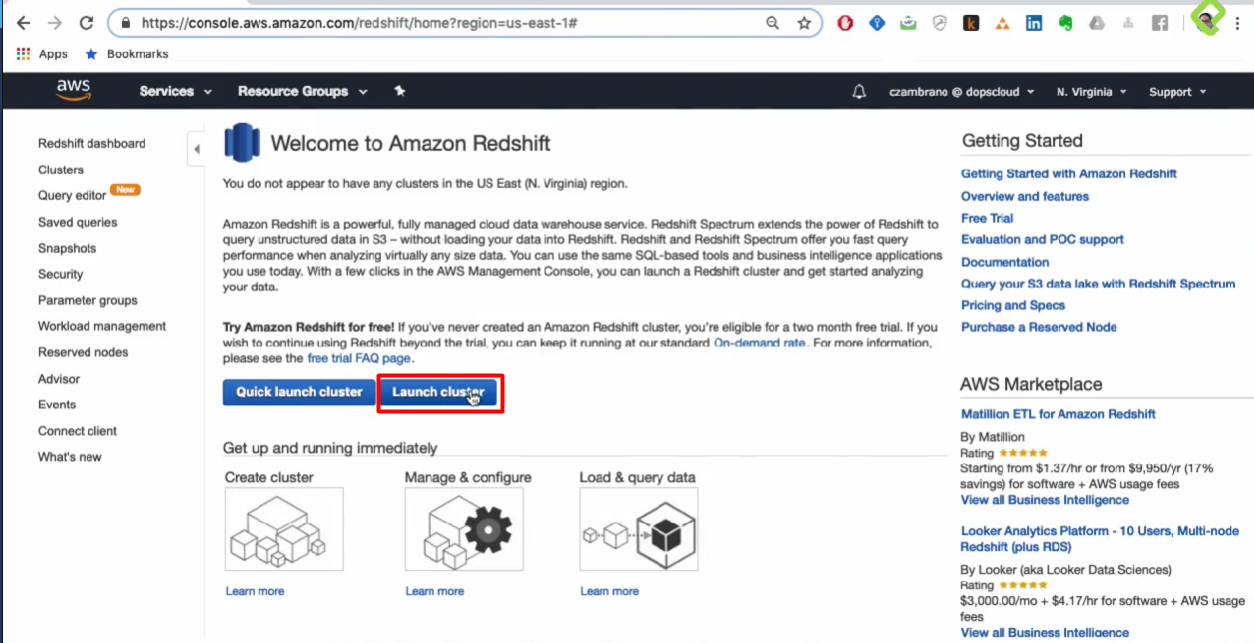 https://console.aws.amazon.com/redshift/home?region=us-east-1#
Apps
Bookmarks
aws
Services
Resource Groups
czambrano @ dopscloud
N. Virginia
Support
Redshift dashboard
Clusters
Query editor New
Saved queries
Snapshots
Security
Parameter groups
Workload management
Reserved nodes
Advisor
Events
Connect client
What's new
Welcome to Amazon Redshift
You do not appear to have any clusters in the US East (N. Virginia) region.
Amazon Redshift is a powerful, fully managed cloud data warehouse service. Redshift Spectrum extends the power of Redshift to
query unstructured data in S3 – without loading your data into Redshift. Redshift and Redshift Spectrum offer you fast query
performance when analyzing virtually any size data. You can use the same SQL-based tools and business intelligence applications
you use today. With a few clicks in the AWS Management Console, you can launch a Redshift cluster and get started analyzing
your data.
Try Amazon Redshift for free! If you've never created an Amazon Redshift cluster, you're eligible for a two month free trial. If you
wish to continue using Redshift beyond the trial, you can keep it running at our standard On-demand rate. For more information,
please see the free trial FAQ page.
Quick launch cluster
Launch cluster
Get up and running immediately
Create cluster
Manage & configure
Load & query data
Learn more
Learn more
Learn more
Getting Started
Getting Started with Amazon Redshift
Overview and features
Free Trial
Evaluation and POC support
Documentation
Query your S3 data lake with Redshift Spectrum
Pricing and Specs
Purchase a Reserved Node
AWS Marketplace
Matillion ETL for Amazon Redshift
By Matillion
Rating
Starting from $1.37/hr or from $9,950/yr (17%
savings) for software + AWS usage fees
View all Business Intelligence
Looker Analytics Platform - 10 Users, Multi-node
Redshift (plus RDS)
By Looker (aka Looker Data Sciences)
Rating
$3,000.00/mo + $4.17/hr for software + AWS usage
fees
View all Business Intelligence